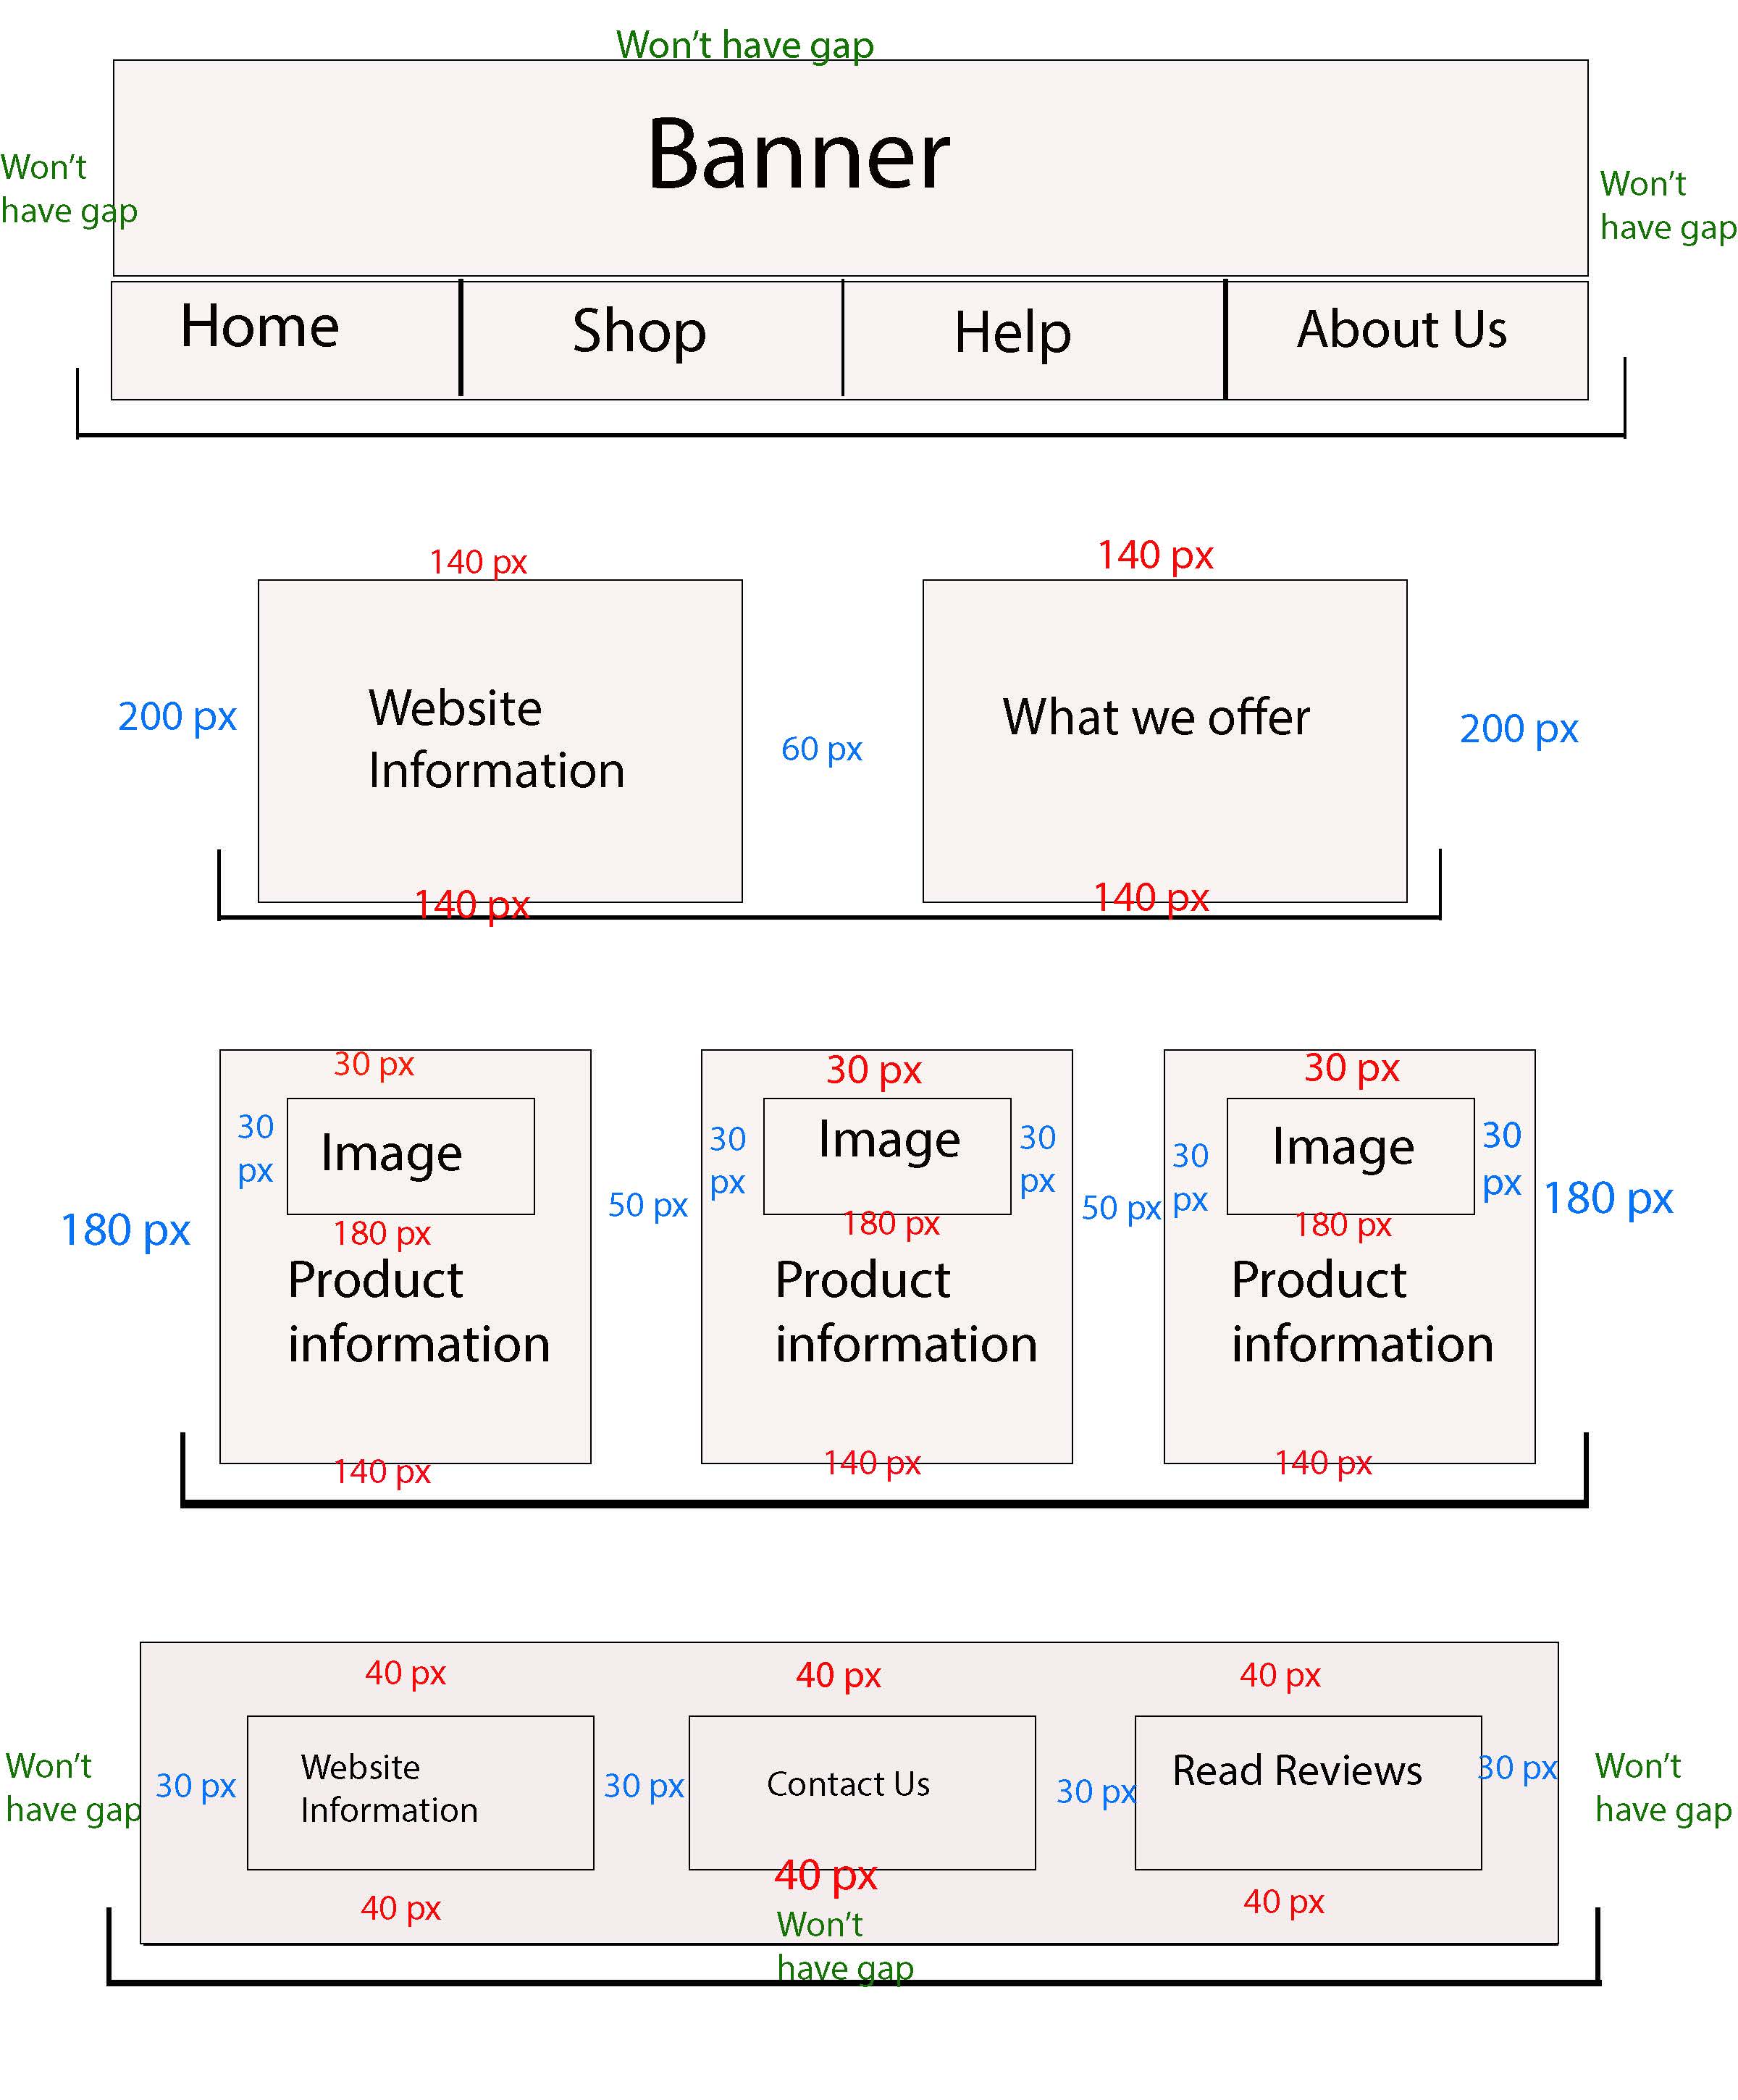 Won't have gap
Banner
Won't
have gap
Won't
have gap
Home
Shop
Help
About Us
140 px
140 px
Website
Information
What we offer
200 px
60 px
200 px
140 px
140 px
30 px
30 px
30 px
30
px
Image
30
px
Image
30
px
30
px
Image
30
px
180 px
50 px
50 px
180 px
180 px
180 px
180 px
Product
information
Product
information
Product
information
140 px
140 px
140 px
40 px
40 px
40 px
Won't
have gap
30 px
Website
Information
30 px
Contact Us
30 px
Read Reviews
30 px
Won't
have gap
40 px
40 px
40 px
Won't
have gap